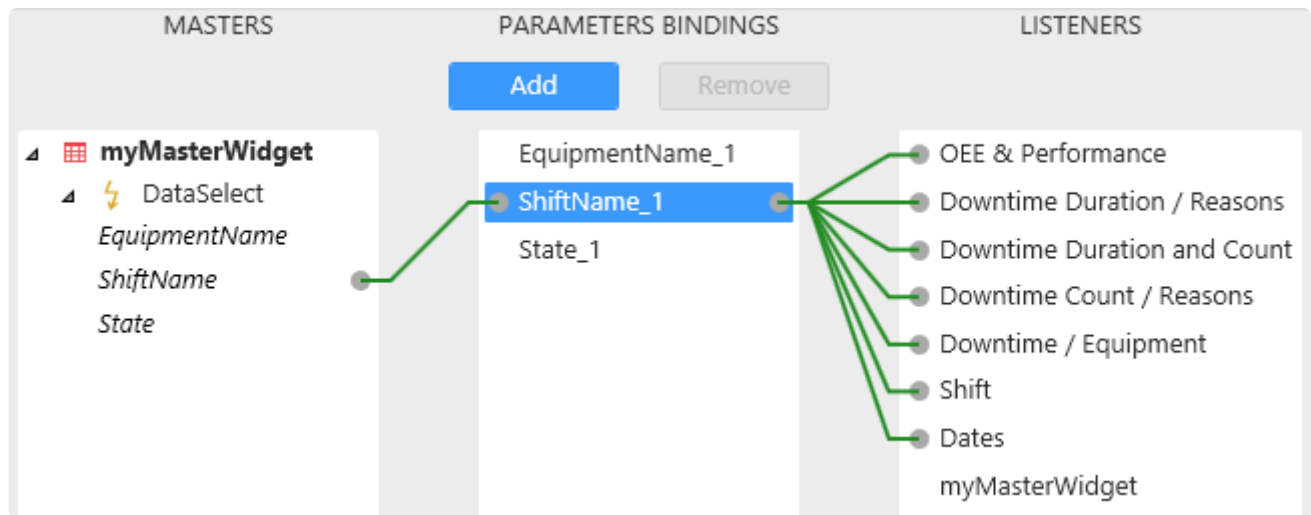 MASTERS
PARAMETERS BINDINGS
LISTENERS
Add
Remove
myMasterWidget
DataSelect
EquipmentName
ShiftName
State
EquipmentName_1
ShiftName_1
State_1
OEE & Performance
Downtime Duration / Reasons
Downtime Duration and Count
Downtime Count / Reasons
Downtime / Equipment
Shift
Dates
myMasterWidget